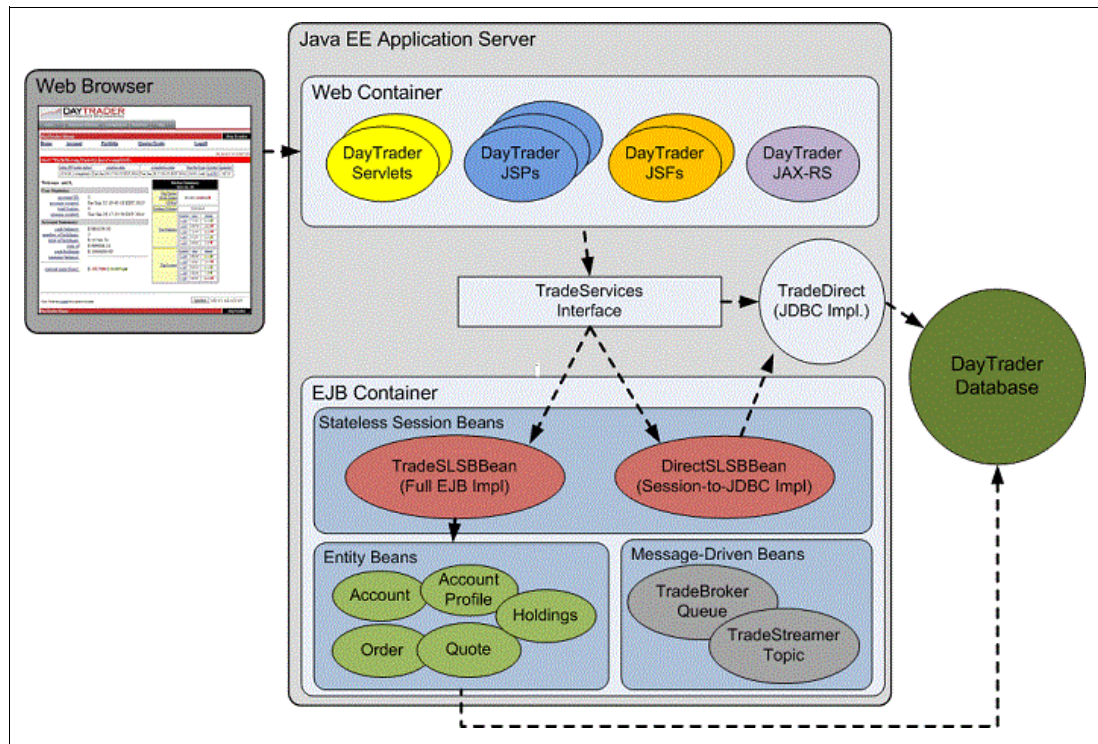 Java EE Application Server
Web Browser
DAYTRADER
Web Container
DayTrader
Servlets
DayTrader
JSPs
DayTrader
JSFs
DayTrader
JAX-RS
TradeServices
Interface
TradeDirect
(JDBC Impl.)
DayTrader
Database
EJB Container
Stateless Session Beans
TradeSLSBBean
(Full EJB Impl)
DirectSLSBBean
(Session-to-JDBC Impl)
Entity Beans
Account
Account
Profile
Holdings
Order
Quote
Message-Driven Beans
TradeBroker
Queue
TradeStreamer
Topic